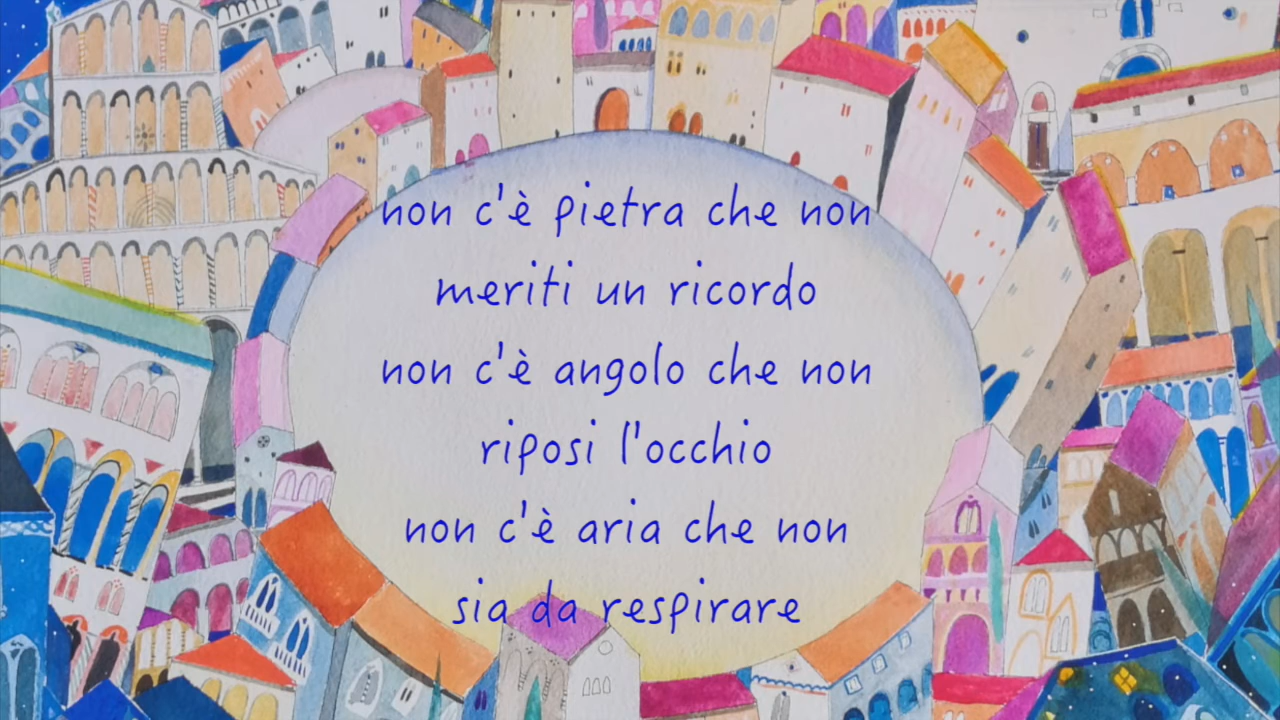 non c'è pietra che non
meriti un ricordo
non c'è angolo che non
riposi l'occhio
non c'è aria che non
sia da respirare